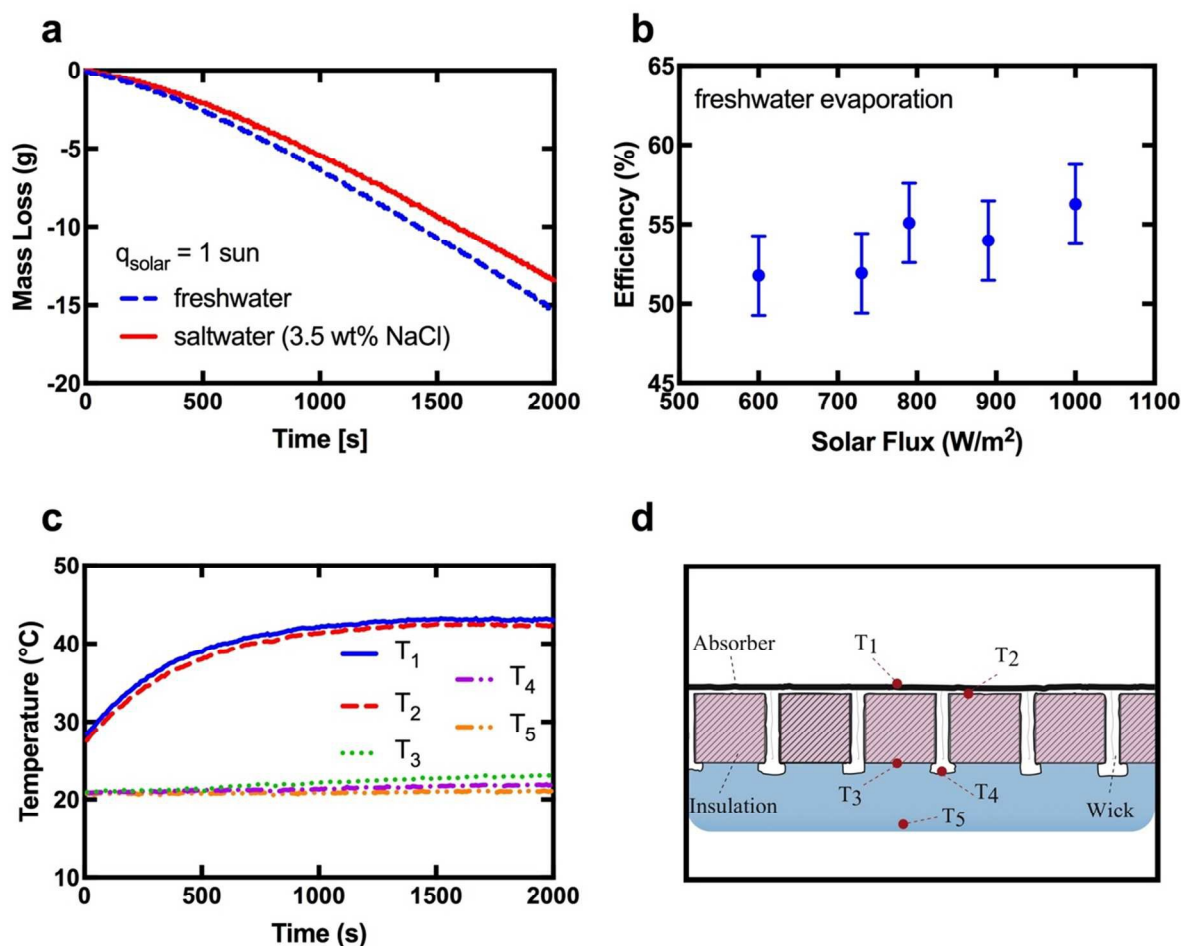 a
0
-5
-10
-15
-20
Mass Loss (g)
q_solar = 1 sun
freshwater
saltwater (3.5 wt% NaCl)
0 500 1000 1500 2000
Time [s]
b
65
60
55
50
45
Efficiency (%)
freshwater evaporation
500 600 700 800 900 1000 1100
Solar Flux (W/m²)
c
50
40
30
20
10
Temperature (°C)
T₁
T₂
T₃
T₄
T₅
0 500 1000 1500 2000
Time (s)
d
Absorber
T₁
T₂
Insulation
T₃
T₄
Wick
T₅